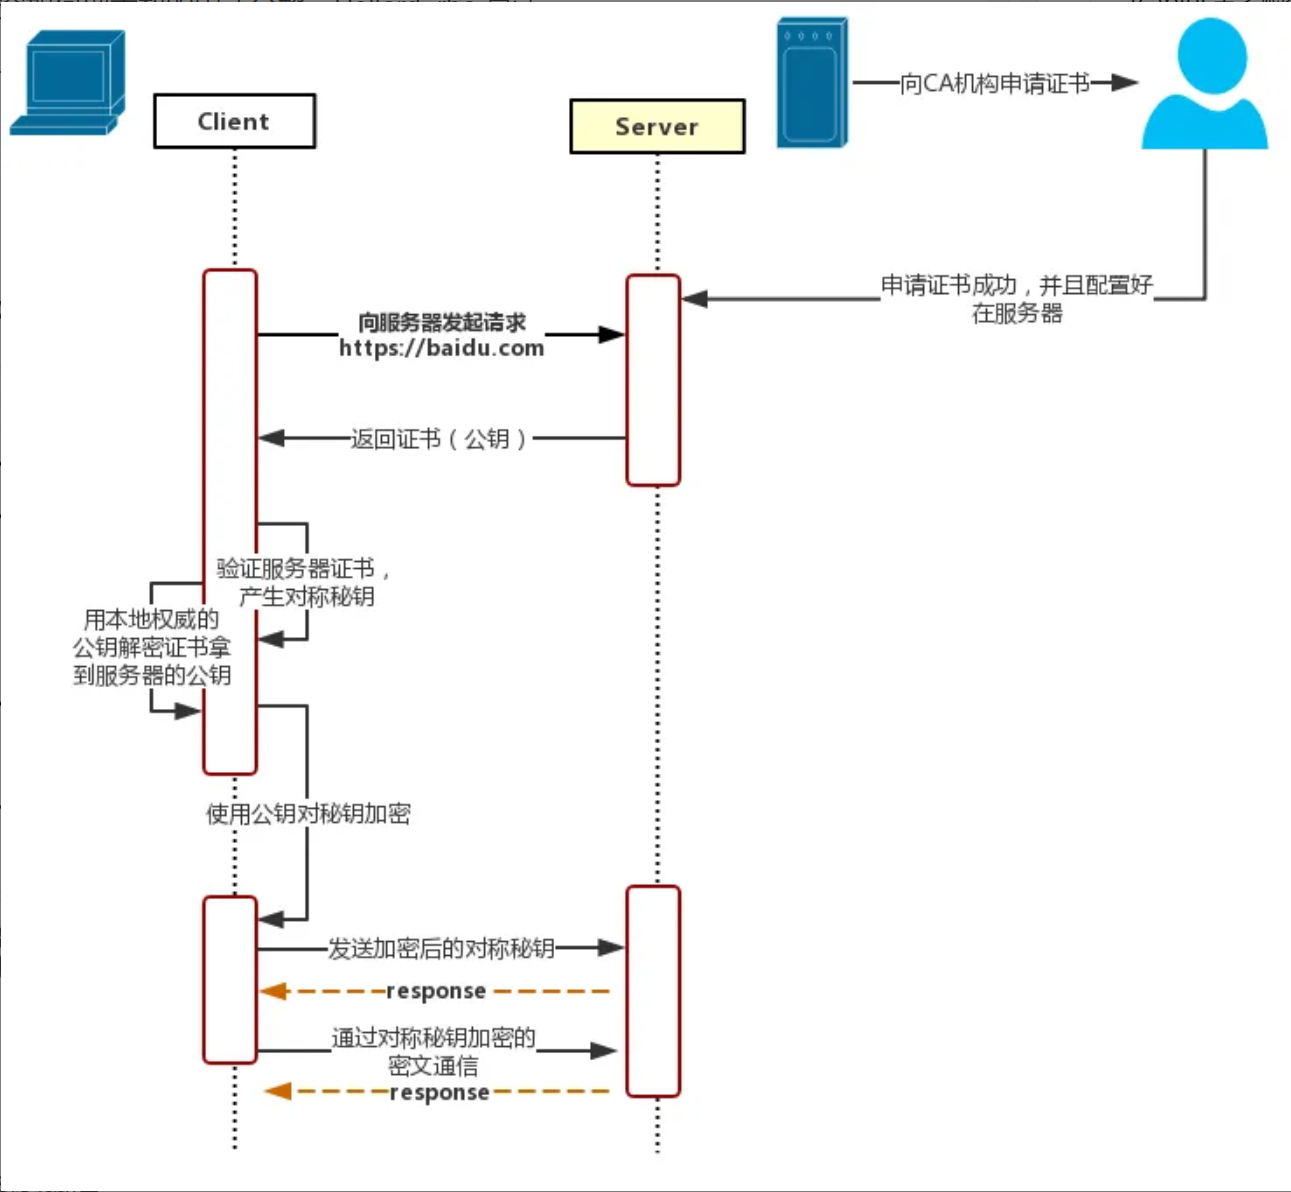 向CA机构申请证书
Client
Server
申请证书成功，并且配置好
在服务器
向服务器发起请求
https://baidu.com
返回证书（公钥）
验证服务器证书，
产生对称秘钥
用本地权威的
公钥解密证书拿
到服务器的公钥
使用公钥对秘钥加密
发送加密后的对称秘钥
response
通过对称秘钥加密的
密文通信
response